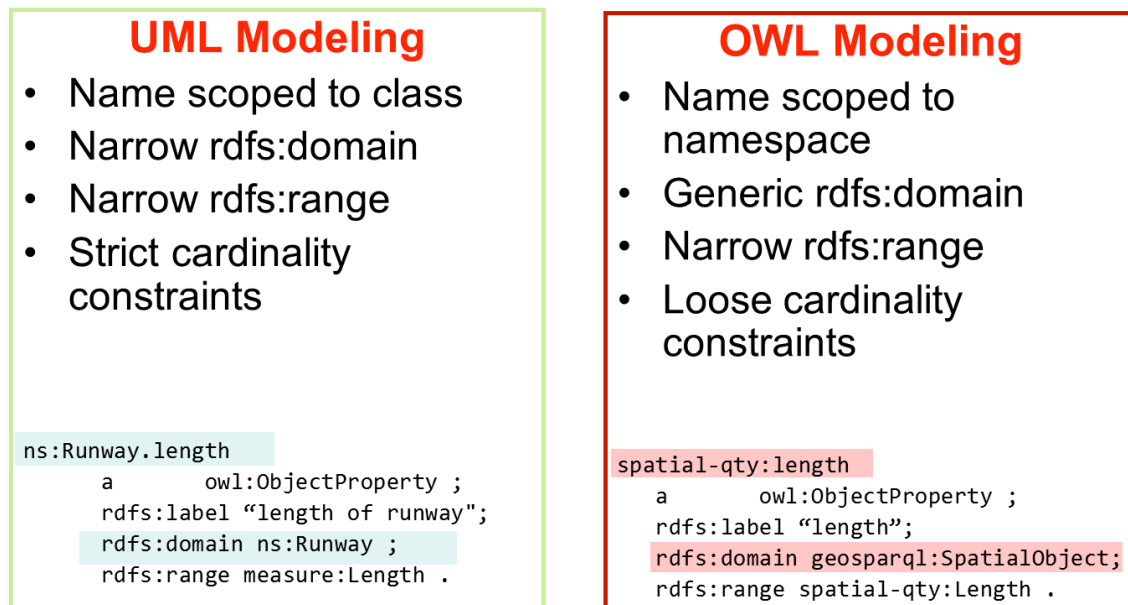 UML Modeling
• Name scoped to class
• Narrow rdfs:domain
• Narrow rdfs:range
• Strict cardinality
constraints
ns:Runway.length
a owl:ObjectProperty ;
rdfs:label “length of runway";
rdfs:domain ns:Runway ;
rdfs:range measure:Length .
OWL Modeling
• Name scoped to
namespace
• Generic rdfs:domain
• Narrow rdfs:range
• Loose cardinality
constraints
spatial-qty:length
a owl:ObjectProperty ;
rdfs:label “length”;
rdfs:domain geosparql:SpatialObject;
rdfs:range spatial-qty:Length .